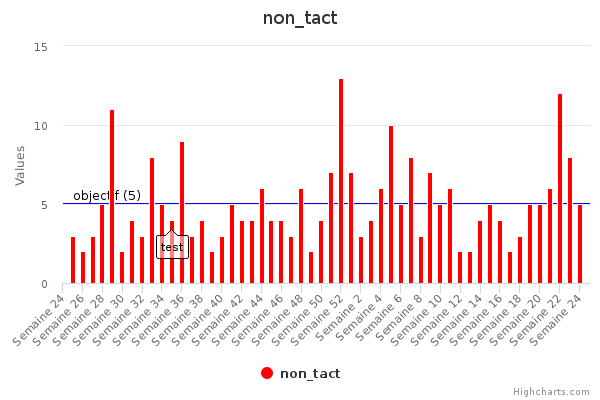 non_tact
Values
15
10
5
0
objectif (5)
test
Semaine 24
Semaine 26
Semaine 28
Semaine 30
Semaine 32
Semaine 34
Semaine 36
Semaine 38
Semaine 40
Semaine 42
Semaine 44
Semaine 46
Semaine 48
Semaine 50
Semaine 52
Semaine 2
Semaine 4
Semaine 6
Semaine 8
Semaine 10
Semaine 12
Semaine 14
Semaine 16
Semaine 18
Semaine 20
Semaine 22
Semaine 24
non_tact
Highcharts.com